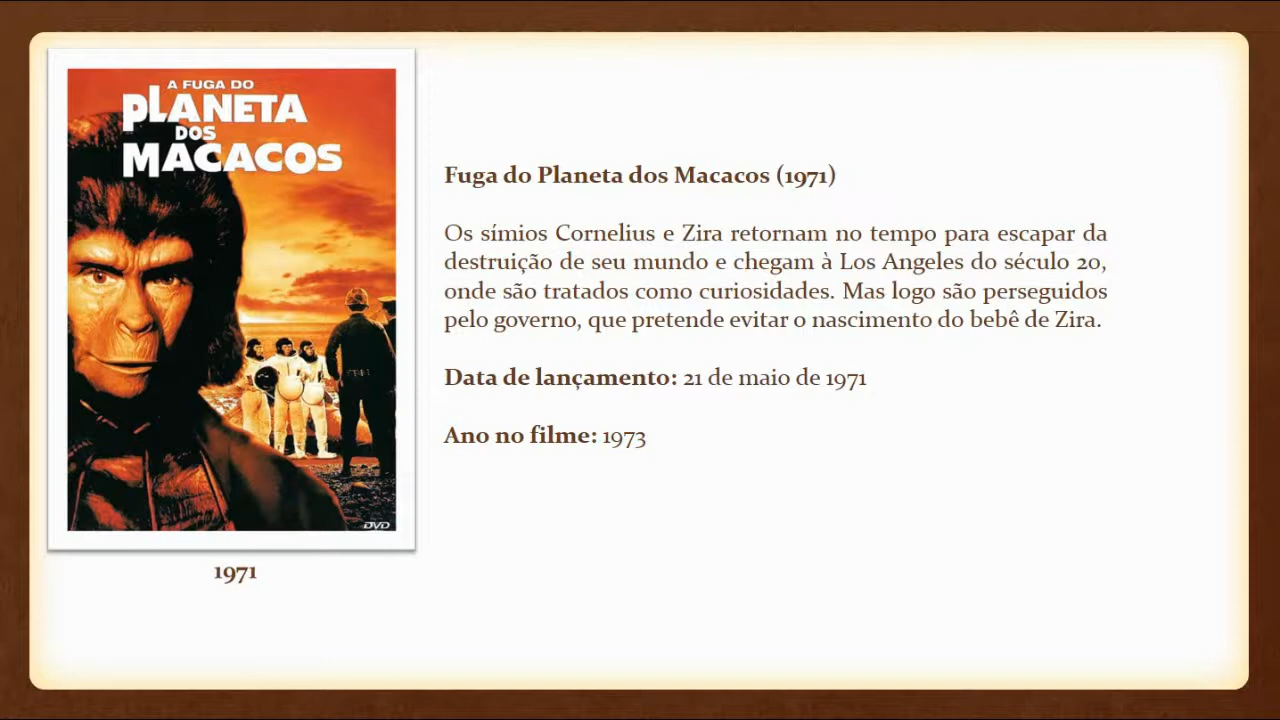 A FUGA DO
PLANETA
DOS
MACACOS
DVD
1971
Fuga do Planeta dos Macacos (1971)
Os símios Cornelius e Zira retornam no tempo para escapar da
destruição de seu mundo e chegam à Los Angeles do século 20,
onde são tratados como curiosidades. Mas logo são perseguidos
pelo governo, que pretende evitar o nascimento do bebê de Zira.
Data de lançamento: 21 de maio de 1971
Ano no filme: 1973